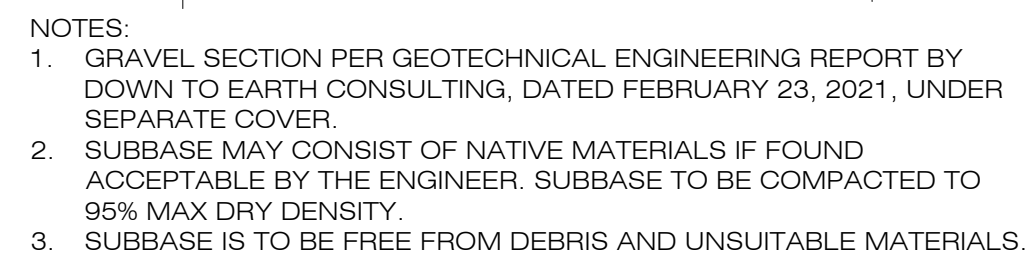 NOTES:
1. GRAVEL SECTION PER GEOTECHNICAL ENGINEERING REPORT BY
DOWN TO EARTH CONSULTING, DATED FEBRUARY 23, 2021, UNDER
SEPARATE COVER.
2. SUBBASE MAY CONSIST OF NATIVE MATERIALS IF FOUND
ACCEPTABLE BY THE ENGINEER. SUBBASE TO BE COMPACTED TO
95% MAX DRY DENSITY.
3. SUBBASE IS TO BE FREE FROM DEBRIS AND UNSUITABLE MATERIALS.